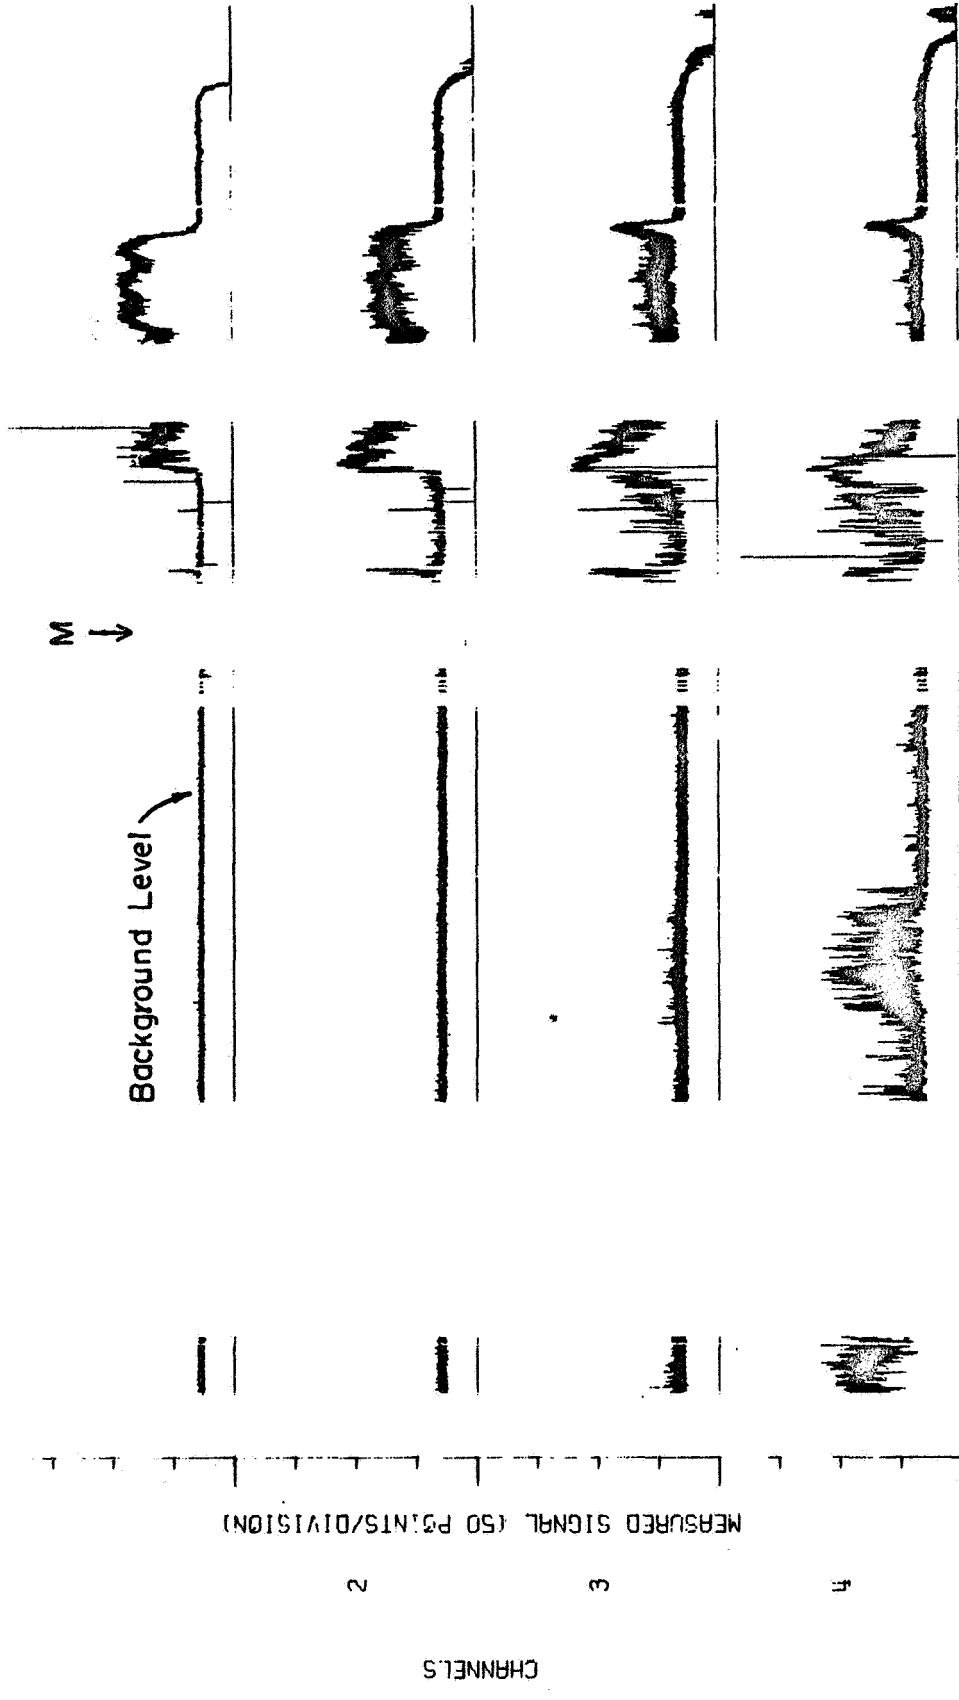 M
Background Level
MEASURED SIGNAL (50 POINTS/DIVISION)
2
3
4
CHANNELS